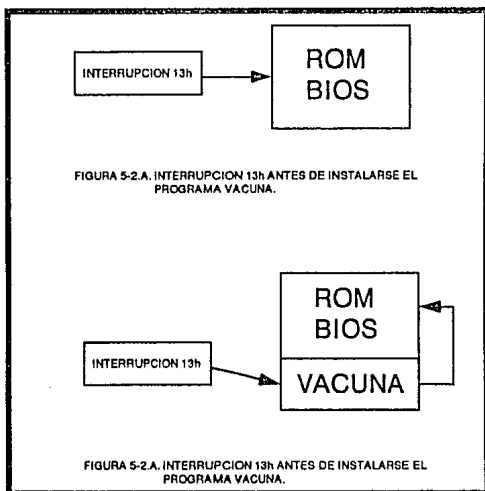 INTERRUPCION 13h
ROM
BIOS
FIGURA 5-2.A. INTERRUPCION 13h ANTES DE INSTALARSE EL
PROGRAMA VACUNA.
ROM
BIOS
INTERRUPCION 13h
VACUNA
FIGURA 5-2.A. INTERRUPCION 13h ANTES DE INSTALARSE EL
PROGRAMA VACUNA.